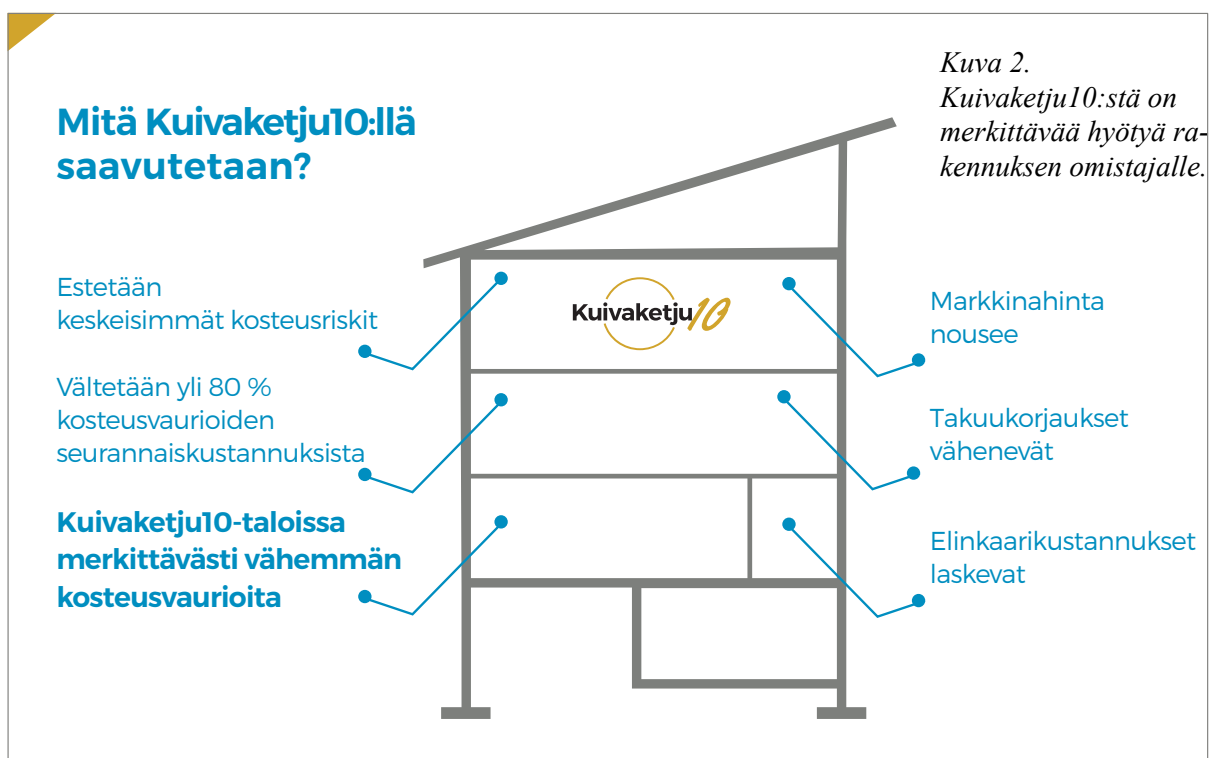 Mitä Kuivaketju10:llä
saavutetaan?
Kuva 2.
Kuivaketju10:stä on
merkittävää hyötyä ra-
kennuksen omistajalle.
Kuivaketju10
Estetään
keskeisimmät kosteusriskit
Vältetään yli 80 %
kosteusvaurioiden
seurannaiskustannuksista
Kuivaketju10-taloissa
merkittävästi vähemmän
kosteusvaurioita
Markkinahinta
nousee
Takuukorjaukset
vähenevät
Elinkaarikustannukset
laskevat